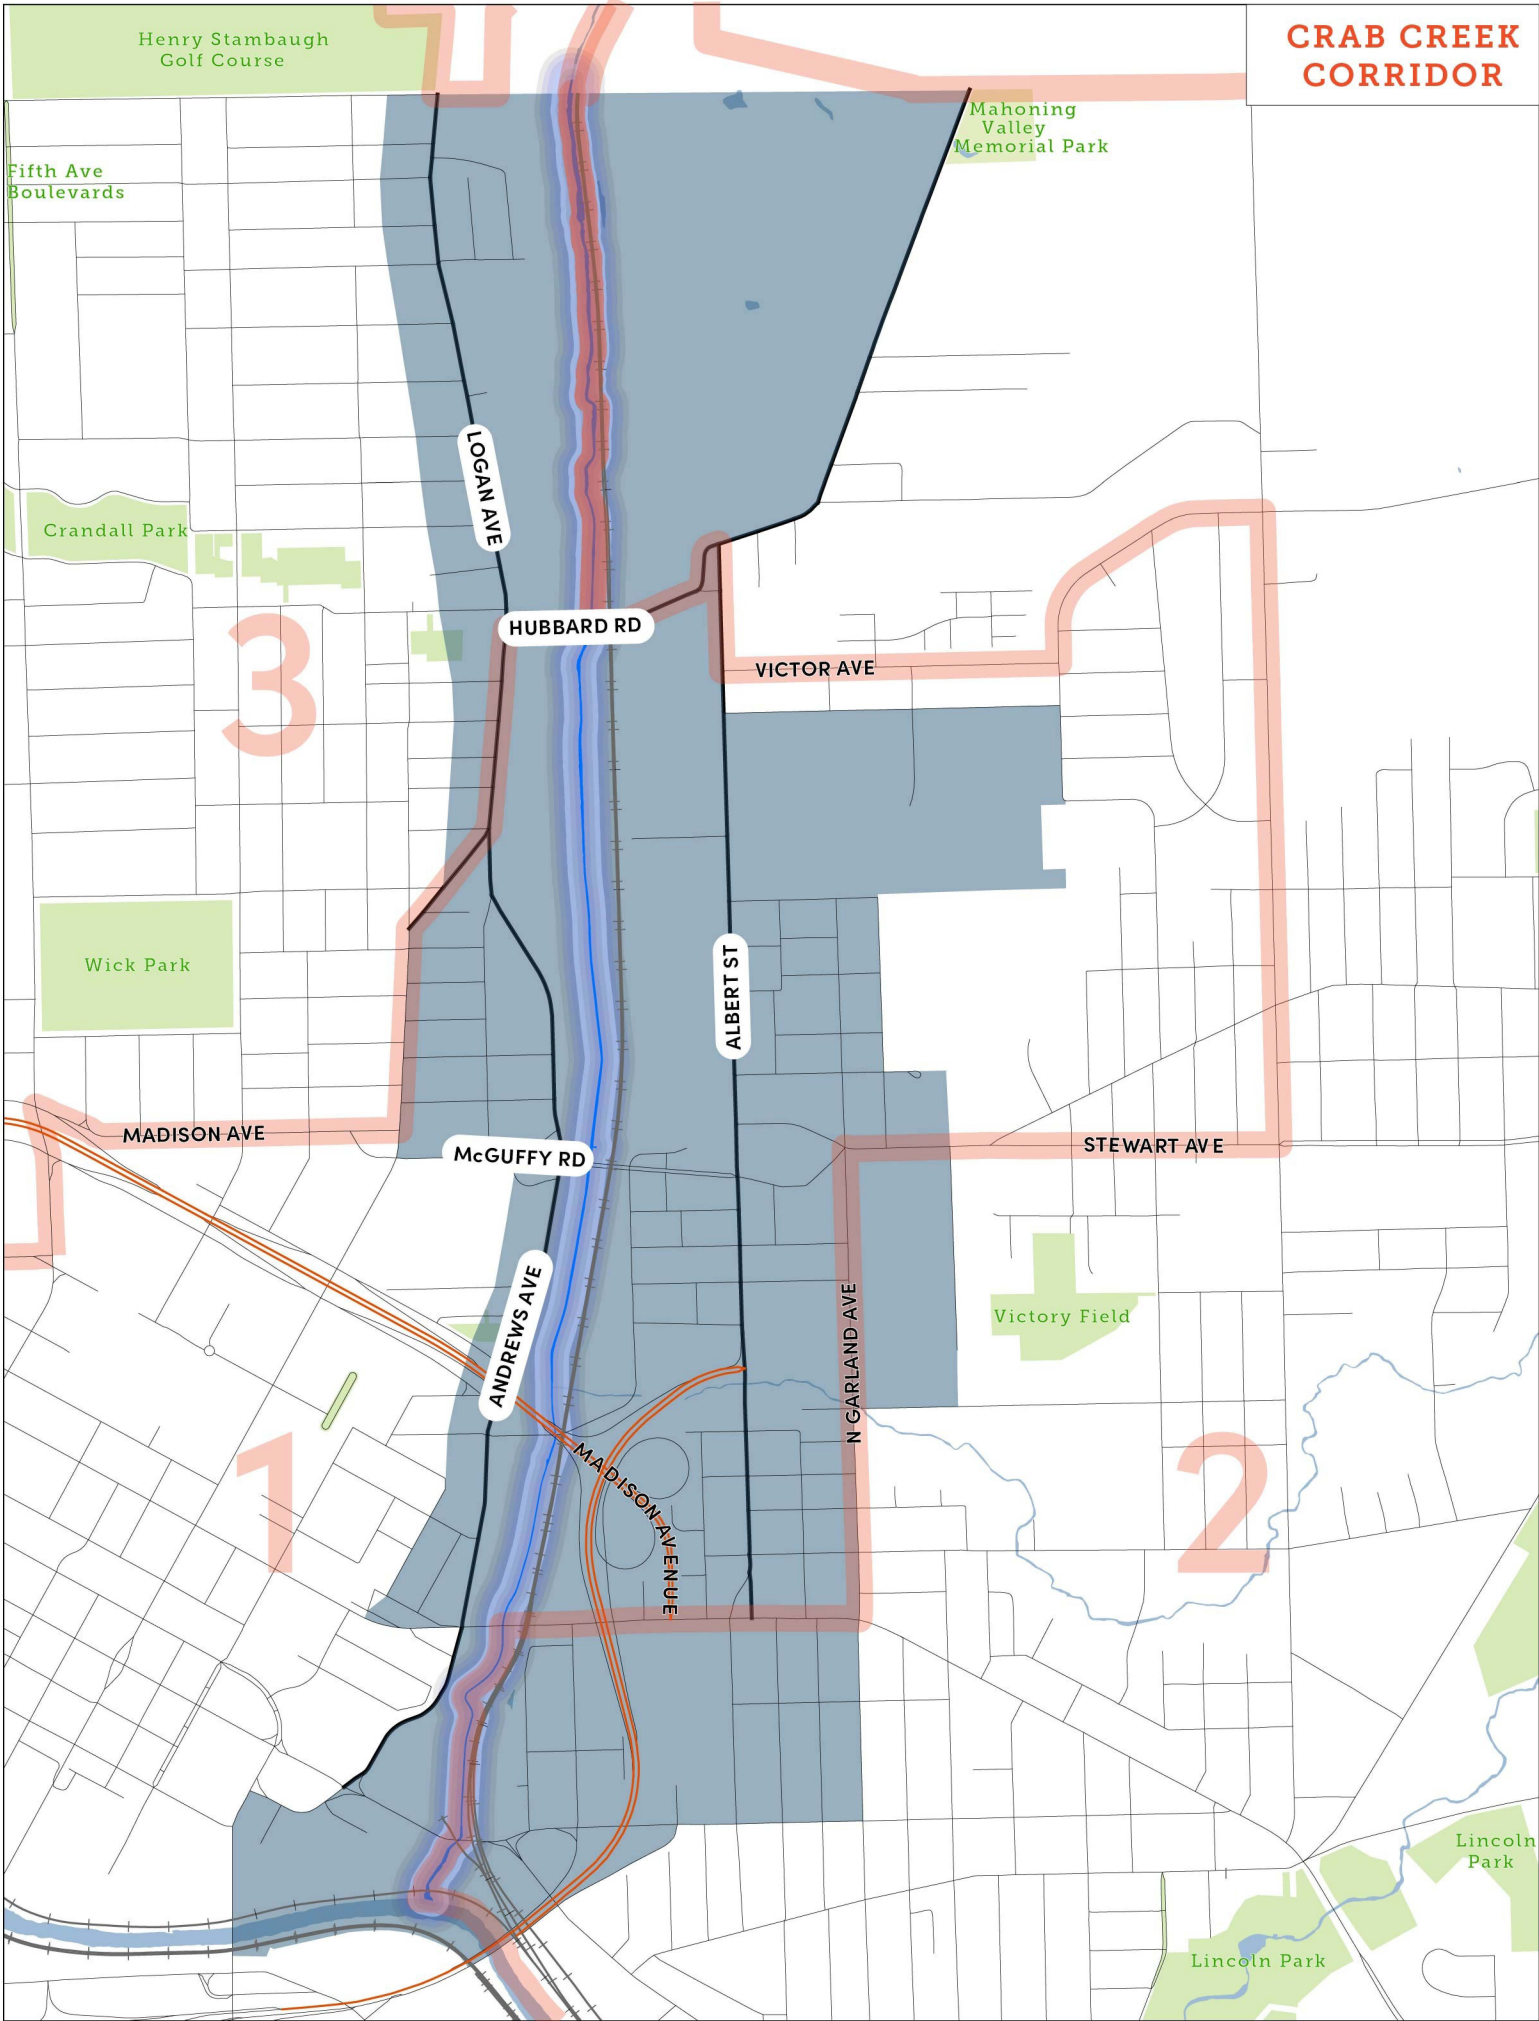 CRAB CREEK
CORRIDOR
Henry Stambaugh
Golf Course
Mahoning
Valley
Memorial Park
Fifth Ave
Boulevards
LOGAN AVE
Crandall Park
HUBBARD RD
3
VICTOR AVE
Wick Park
ALBERT ST
MADISON AVE
McGUFFY RD
STEWART AVE
ANDREWS AVE
N GARLAND AVE
Victory Field
1
MADISON AVENUE
2
Lincoln
Park
Lincoln Park